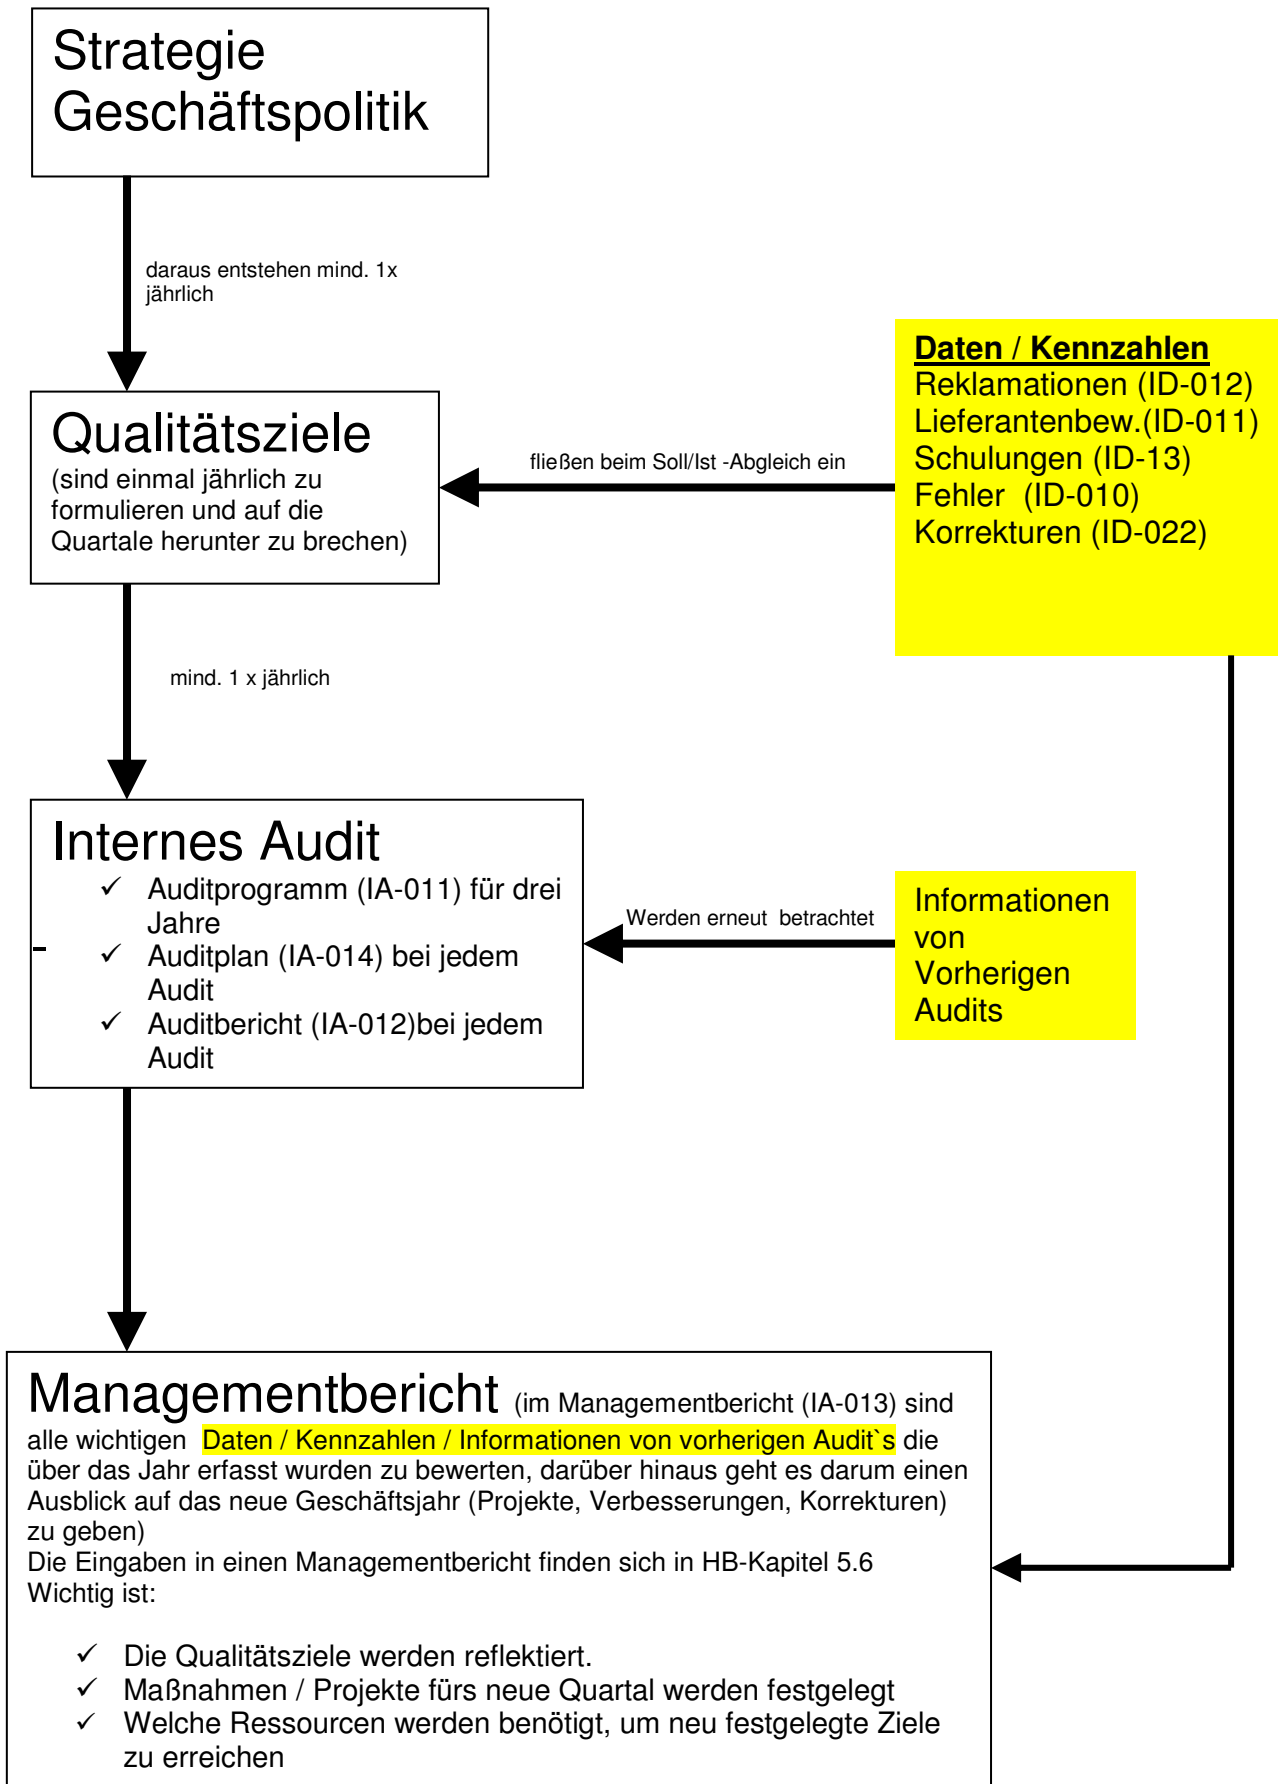 Strategie
Geschäftspolitik
daraus entstehen mind. 1x
jährlich
Daten / Kennzahlen
Reklamationen (ID-012)
Lieferantenbew.(ID-011)
Schulungen (ID-13)
Fehler  (ID-010)
Korrekturen (ID-022)
Qualitätsziele
(sind einmal jährlich zu
formulieren und auf die
Quartale herunter zu brechen)
fließen beim Soll/Ist -Abgleich ein
mind. 1 x jährlich
Internes Audit
✓ Auditprogramm (IA-011) für drei
Jahre
-
✓ Auditplan (IA-014) bei jedem
Audit
✓ Auditbericht (IA-012)bei jedem
Audit
Werden erneut  betrachtet
Informationen
von
Vorherigen
Audits
Managementbericht (im Managementbericht (IA-013) sind
alle wichtigen  Daten / Kennzahlen / Informationen von vorherigen Audit`s die
über das Jahr erfasst wurden zu bewerten, darüber hinaus geht es darum einen
Ausblick auf das neue Geschäftsjahr (Projekte, Verbesserungen, Korrekturen)
zu geben)
Die Eingaben in einen Managementbericht finden sich in HB-Kapitel 5.6
Wichtig ist:
✓ Die Qualitätsziele werden reflektiert.
✓ Maßnahmen / Projekte fürs neue Quartal werden festgelegt
✓ Welche Ressourcen werden benötigt, um neu festgelegte Ziele
zu erreichen